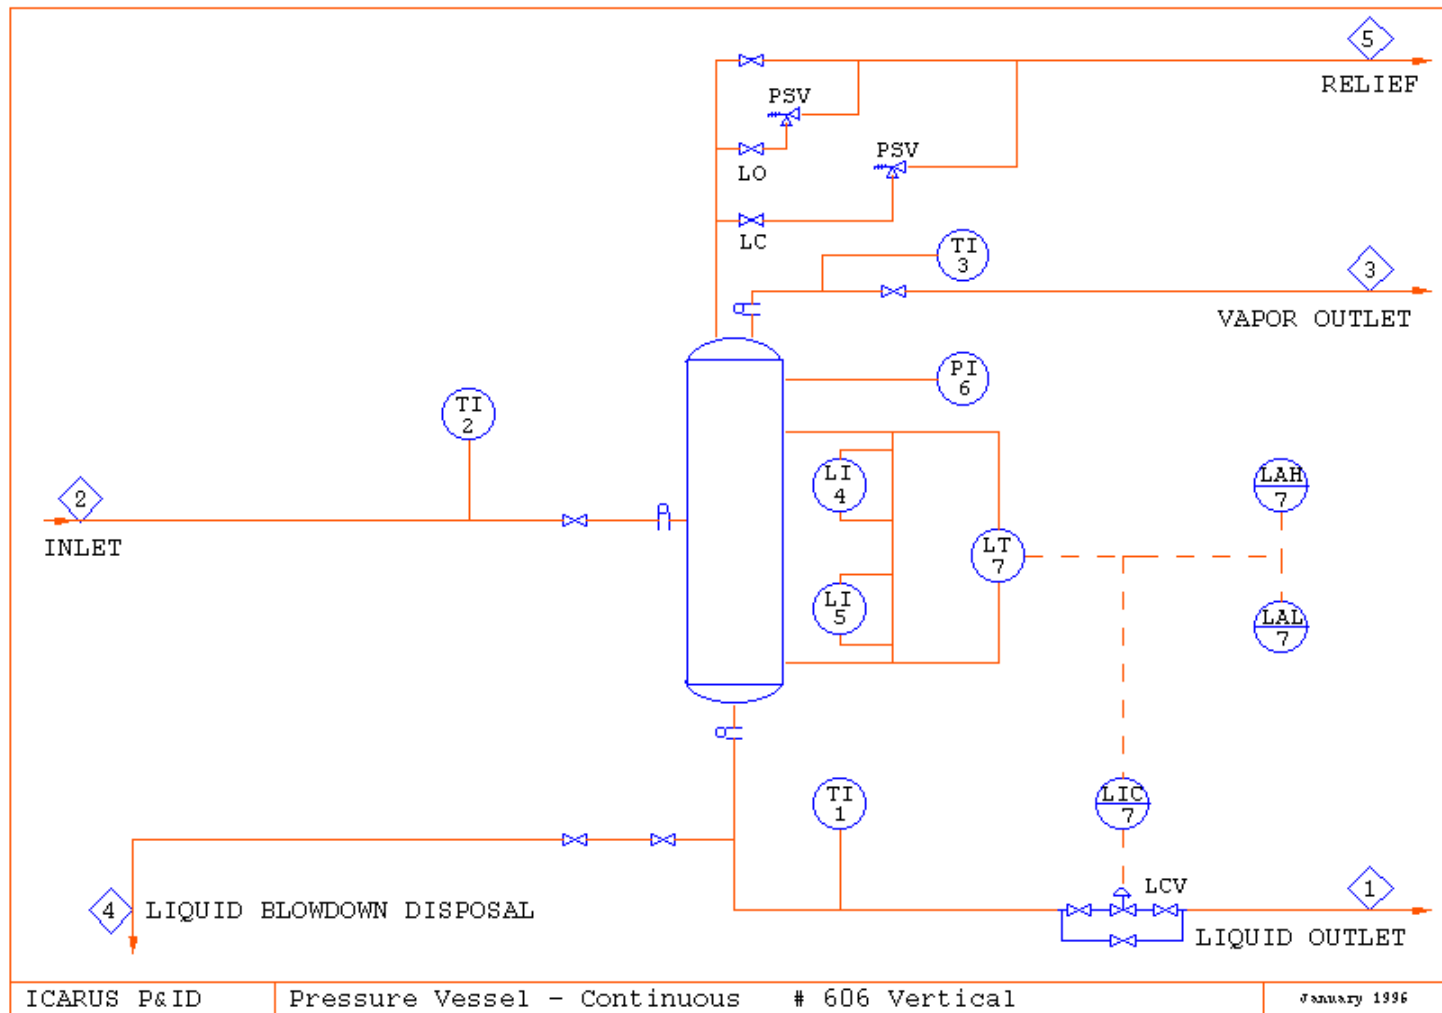 5
RELIEF
PSV
LO
PSV
LC
TI
3
3
VAPOR OUTLET
PI
6
TI
2
2
INLET
LI
4
LAH
7
LT
7
LI
5
LAL
7
TI
1
LIC
7
LCV
1
4 LIQUID BLOWDOWN DISPOSAL
LIQUID OUTLET
ICARUS P&ID Pressure Vessel - Continuous # 606 Vertical January 1996